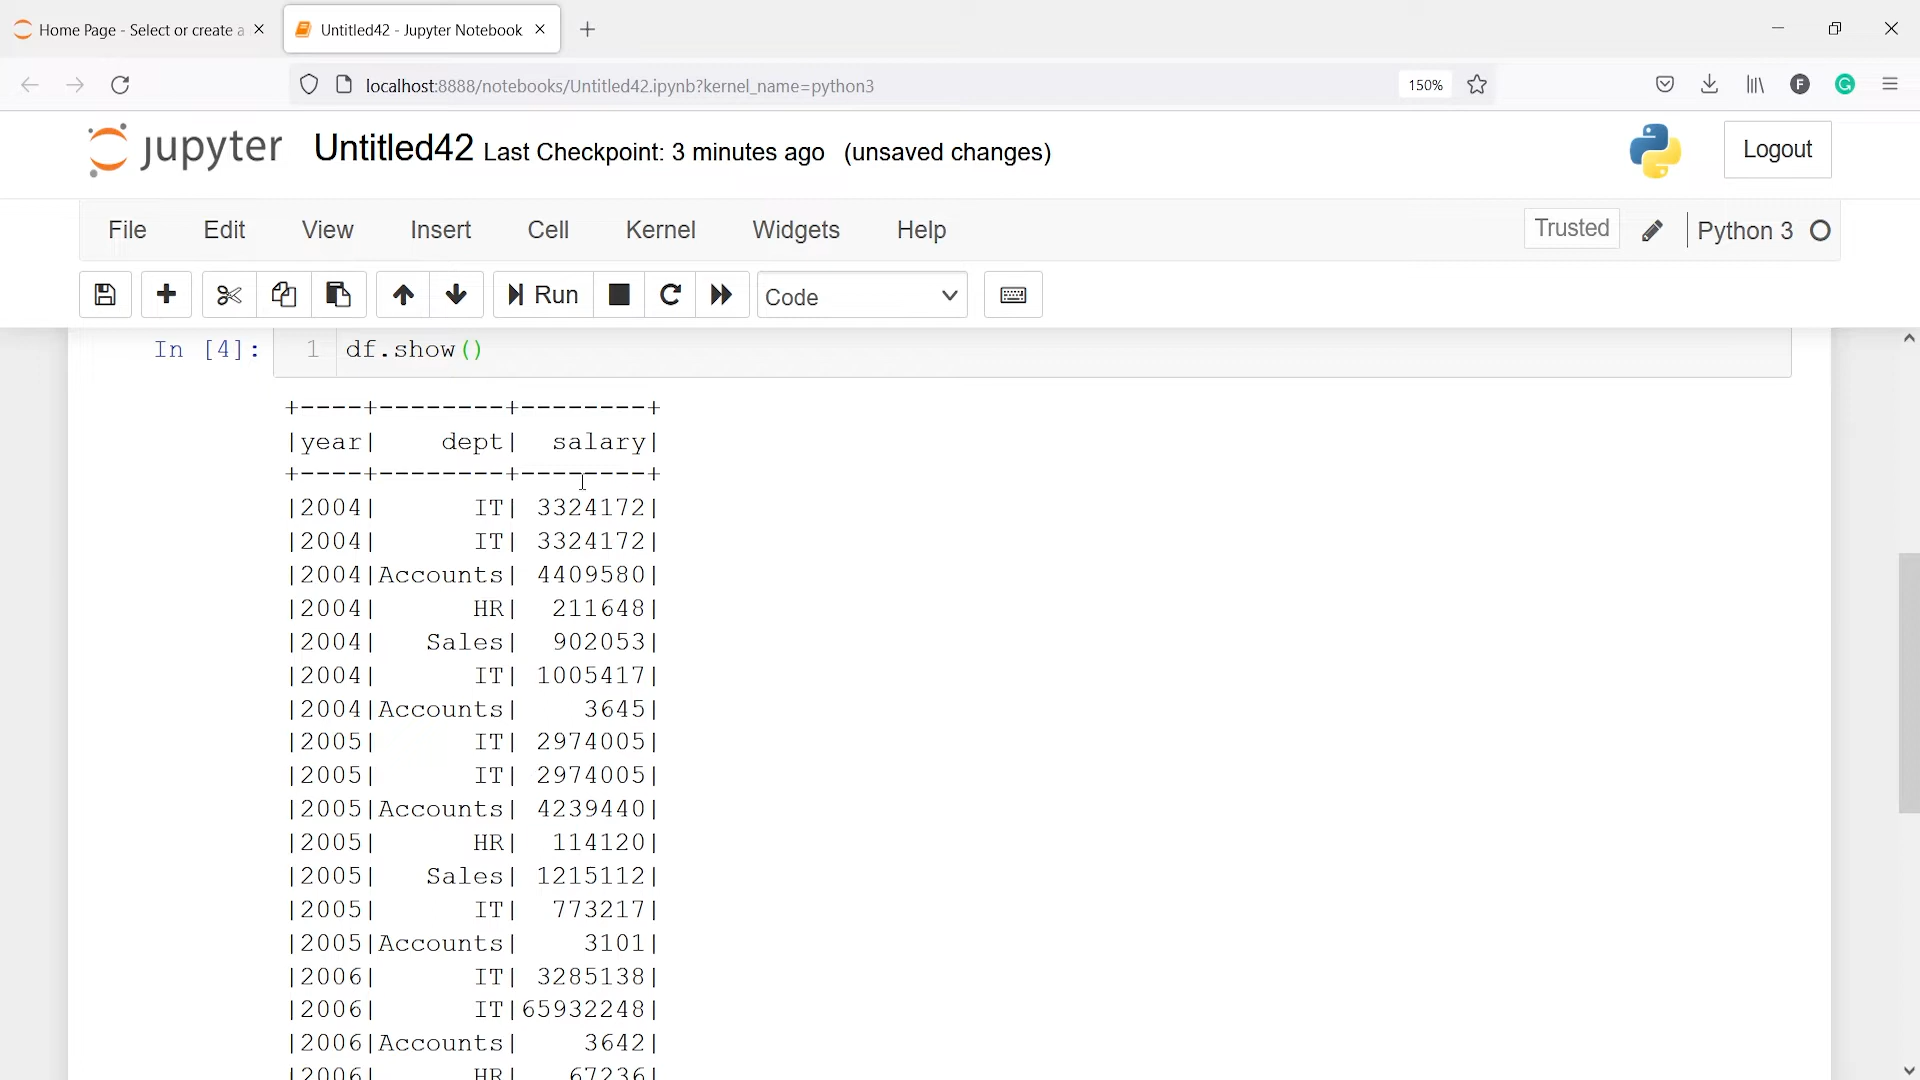 Home Page - Select or create a
Untitled42 - Jupyter Notebook
localhost:8888/notebooks/Untitled42.ipynb?kernel_name=python3
150%
F
G
jupyter Untitled42 Last Checkpoint: 3 minutes ago (unsaved changes)
Logout
File Edit View Insert Cell Kernel Widgets Help
Trusted
Python 3
Run
Code
In [4]: 1 df.show()
+----+--------+--------+
|year|    dept|  salary|
+----+--------+--------+
|2004|      IT| 3324172|
|2004|      IT| 3324172|
|2004|Accounts| 4409580|
|2004|      HR|  211648|
|2004|   Sales|  902053|
|2004|      IT| 1005417|
|2004|Accounts|    3645|
|2005|      IT| 2974005|
|2005|      IT| 2974005|
|2005|Accounts| 4239440|
|2005|      HR|  114120|
|2005|   Sales| 1215112|
|2005|      IT|  773217|
|2005|Accounts|    3101|
|2006|      IT| 3285138|
|2006|      IT|65932248|
|2006|Accounts|    3642|
|2006|      HR|   67236|